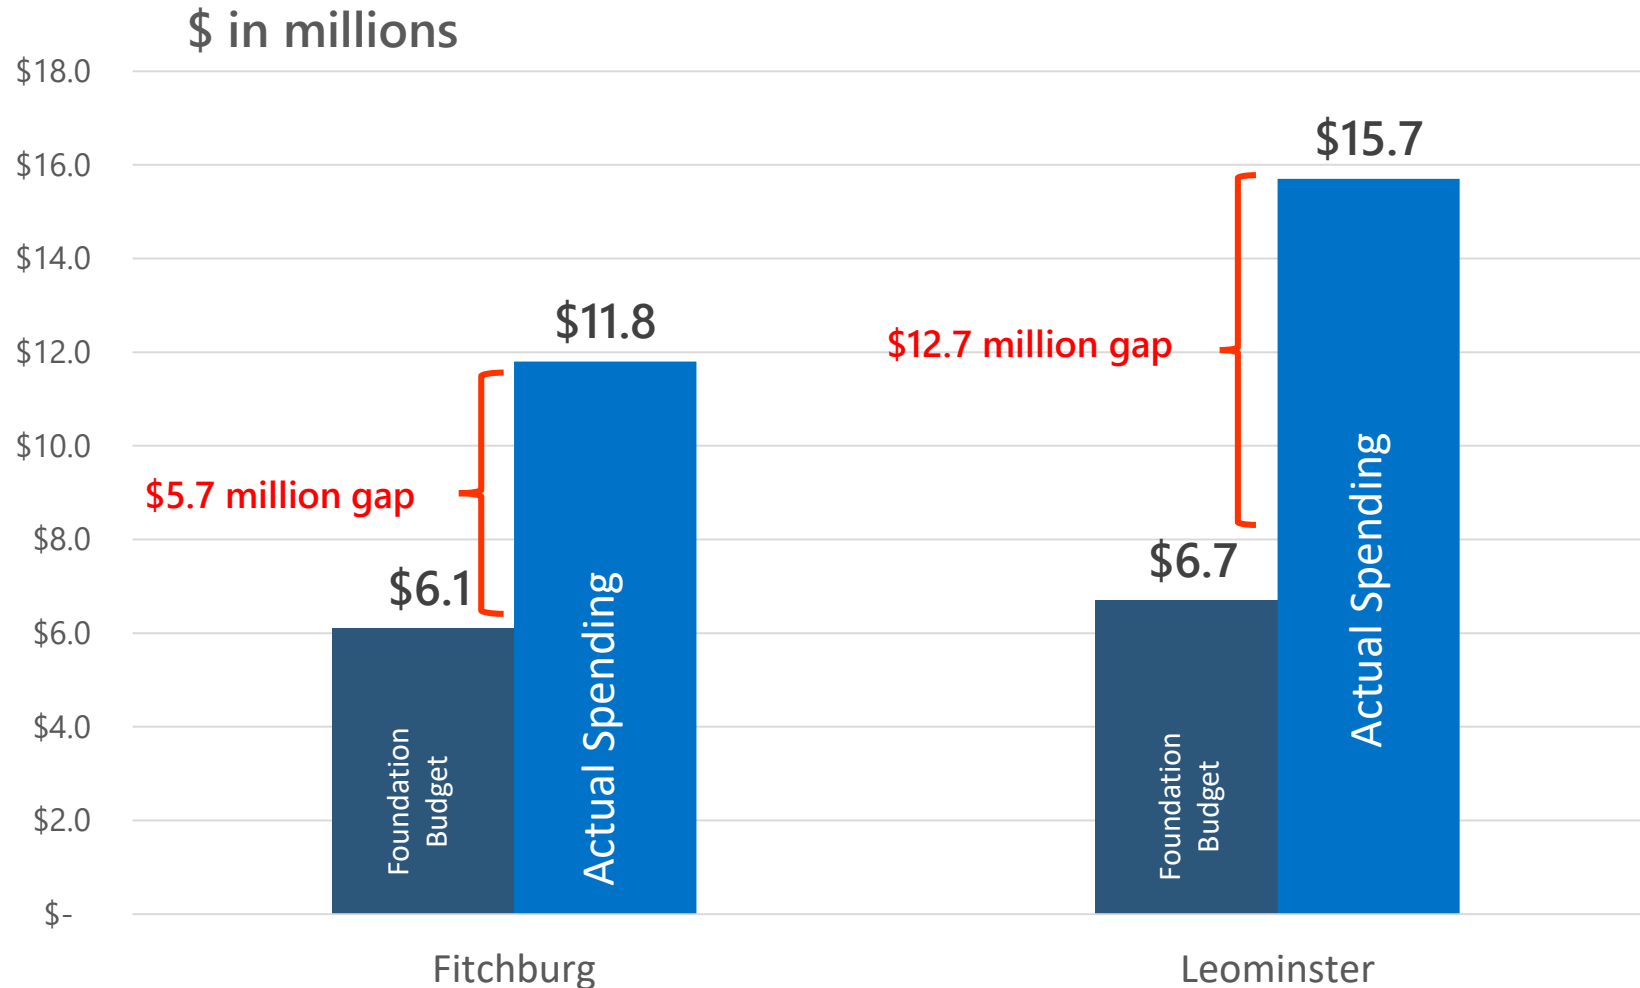 $ in millions
$18.0
$16.0
$14.0
$12.0
$10.0
$8.0
$6.0
$4.0
$2.0
$-
$6.1
$11.8
$5.7 million gap
Foundation
Budget
Actual Spending
$6.7
$15.7
$12.7 million gap
Foundation
Budget
Actual Spending
Fitchburg
Leominster